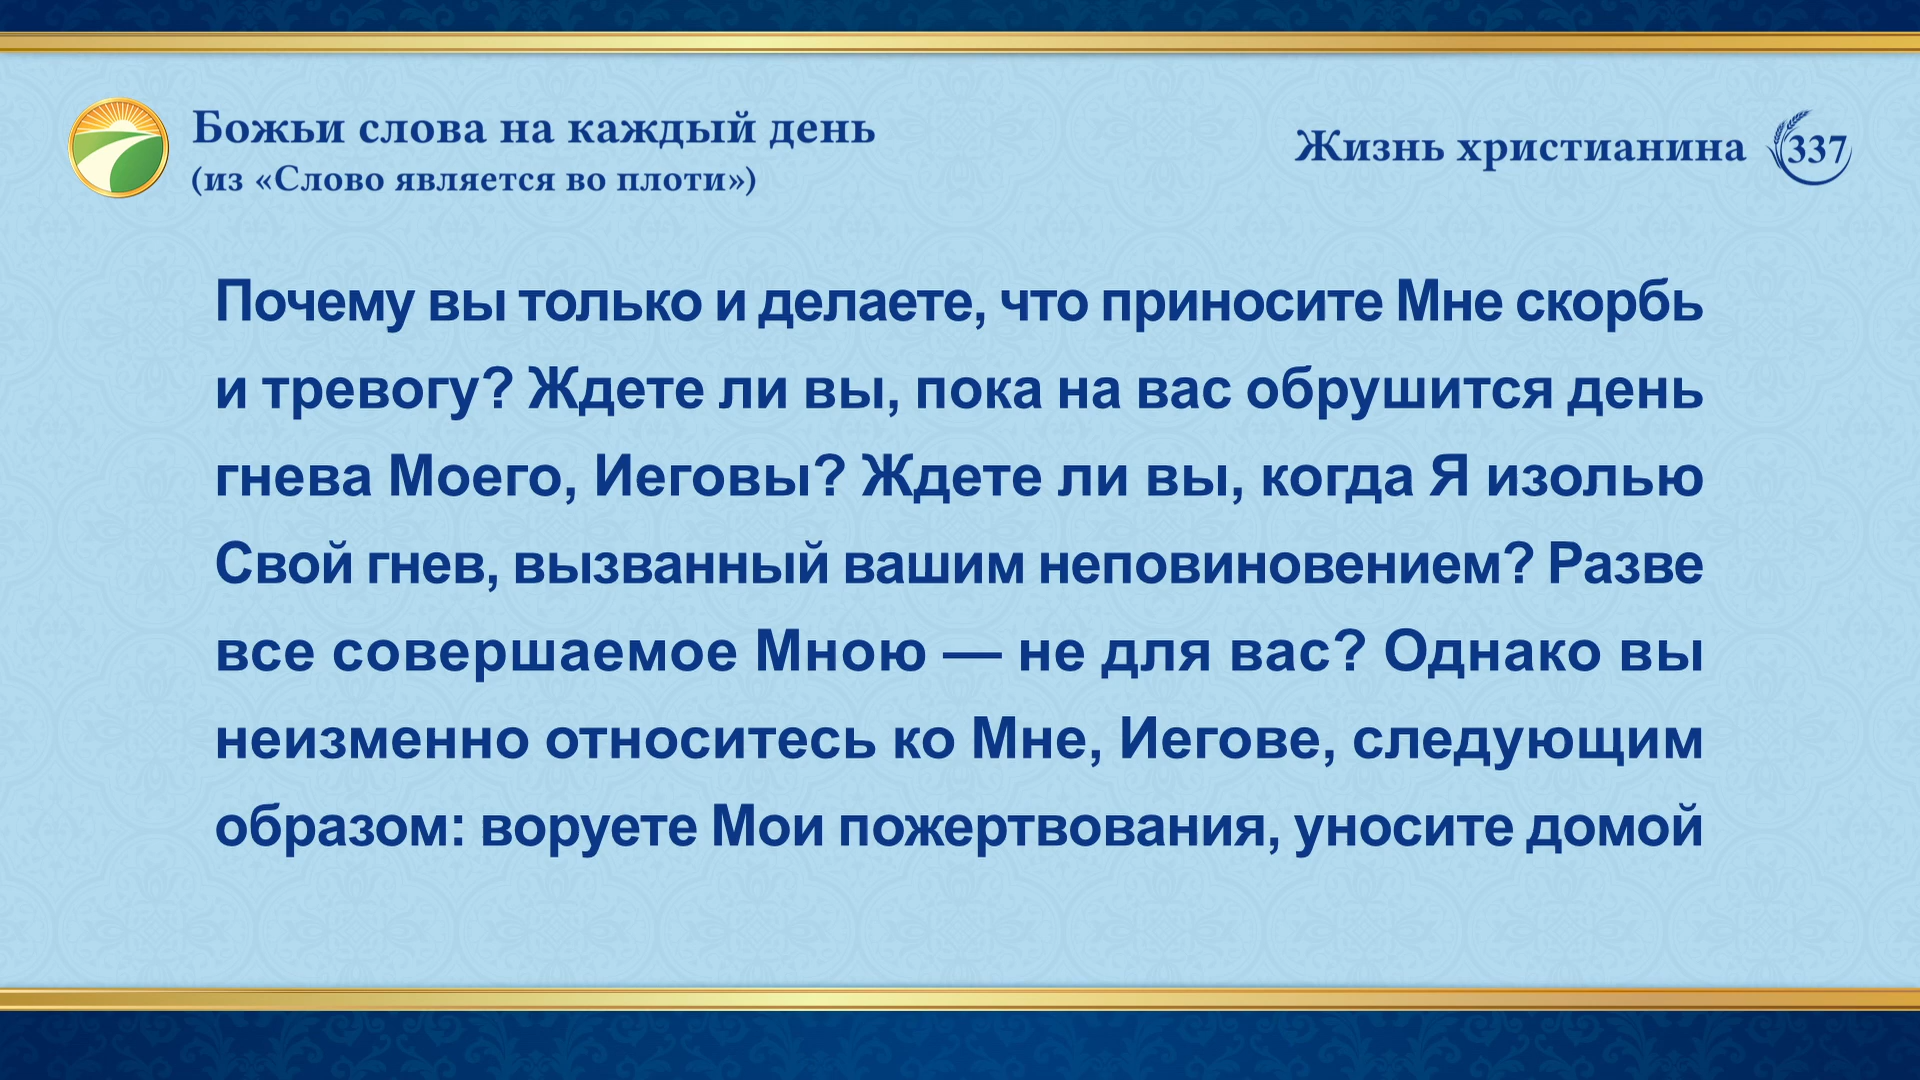 Божьи слова на каждый день
(из «Слово является во плоти»)
Жизнь христианина 337
Почему вы только и делаете, что приносите Мне скорбь
и тревогу? Ждете ли вы, пока на вас обрушится день
гнева Моего, Иеговы? Ждете ли вы, когда Я изолью
Свой гнев, вызванный вашим неповиновением? Разве
все совершаемое Мною — не для вас? Однако вы
неизменно относитесь ко Мне, Иегове, следующим
образом: воруете Мои пожертвования, уносите домой